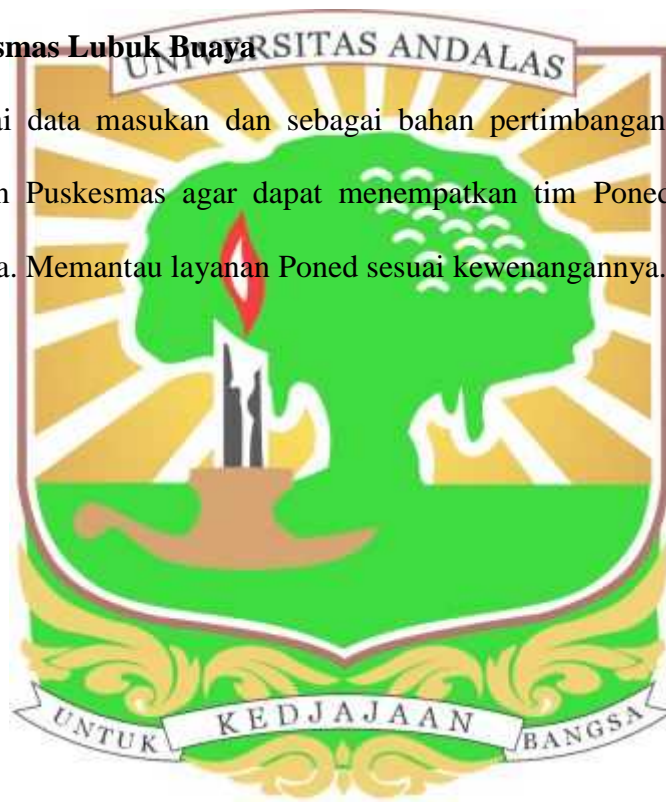 smas Lubuk Buaya
UNIVERSITAS ANDALAS
ai data masukan dan sebagai bahan pertimbangan
n Puskesmas agar dapat menempatkan tim Poned
a. Memantau layanan Poned sesuai kewenangannya.
UNTUK KEDJAJAAN BANGSA